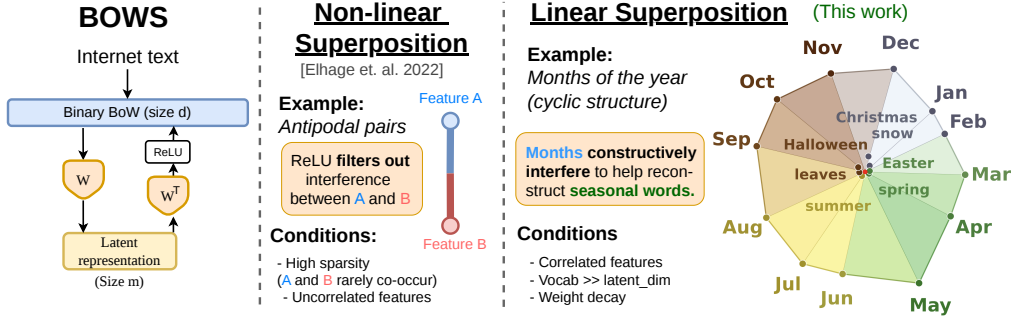 BOWS
Internet text
Binary BoW (size d)
ReLU
W
W^T
Latent
representation
(Size m)
Non-linear
Superposition
[Elhage et. al. 2022]
Example:
Antipodal pairs
ReLU filters out
interference
between A and B
Feature A
Feature B
Conditions:
- High sparsity
(A and B rarely co-occur)
- Uncorrelated features
Linear Superposition
(This work)
Example:
Months of the year
(cyclic structure)
Months constructively
interfere to help recon-
struct seasonal words.
Conditions
- Correlated features
- Vocab >> latent_dim
- Weight decay
Nov
Dec
Oct
Jan
Feb
Sep
Mar
Aug
Apr
Jul
Jun
May
Christmas
snow
Halloween
Easter
leaves
spring
summer